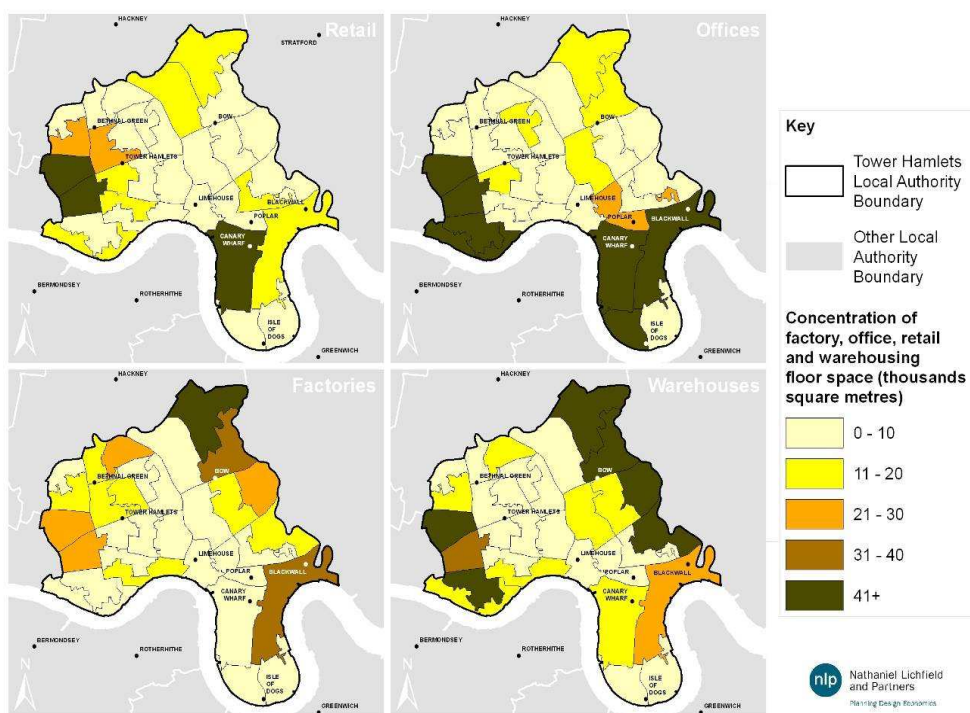 HACKNEY
Retail
STRATFORD
BETHNAL GREEN
BOW
TOWER HAMLETS
LIMEHOUSE
BLACKWALL
POPLAR
CANARY
WHARF
BERMONDSEY
ROTHERHITHE
ISLE
OF
DOGS
N
GREENWICH
HACKNEY
Offices
BETHNAL GREEN
BOW
TOWER HAMLETS
LIMEHOUSE
BLACKWALL
POPLAR
CANARY
WHARF
BERMONDSEY
ROTHERHITHE
ISLE
OF
DOGS
N
GREENWICH
HACKNEY
Factories
BETHNAL GREEN
BOW
TOWER HAMLETS
LIMEHOUSE
BLACKWALL
POPLAR
CANARY
WHARF
BERMONDSEY
ROTHERHITHE
ISLE
OF
DOGS
N
GREENWICH
HACKNEY
Warehouses
BETHNAL GREEN
BOW
TOWER HAMLETS
LIMEHOUSE
BLACKWALL
POPLAR
CANARY
WHARF
BERMONDSEY
ROTHERHITHE
ISLE
OF
DOGS
N
GREENWICH
Key
Tower Hamlets
Local Authority
Boundary
Other Local
Authority
Boundary
Concentration of
factory, office, retail
and warehousing
floor space (thousands
square metres)
0 - 10
11 - 20
21 - 30
31 - 40
41+
nlp
Nathaniel Lichfield
and Partners
Planning Design Economics